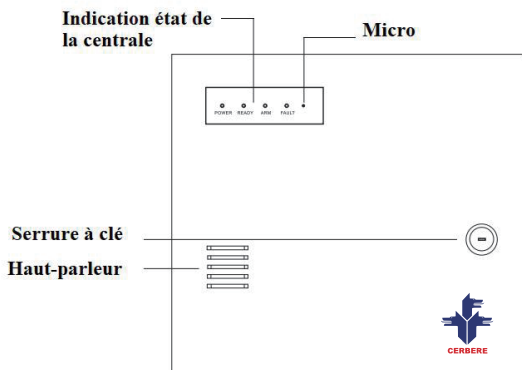 Indication état de
la centrale
Micro
POWER READY ARM FAULT
Serrure à clé
Haut-parleur
CERBERE